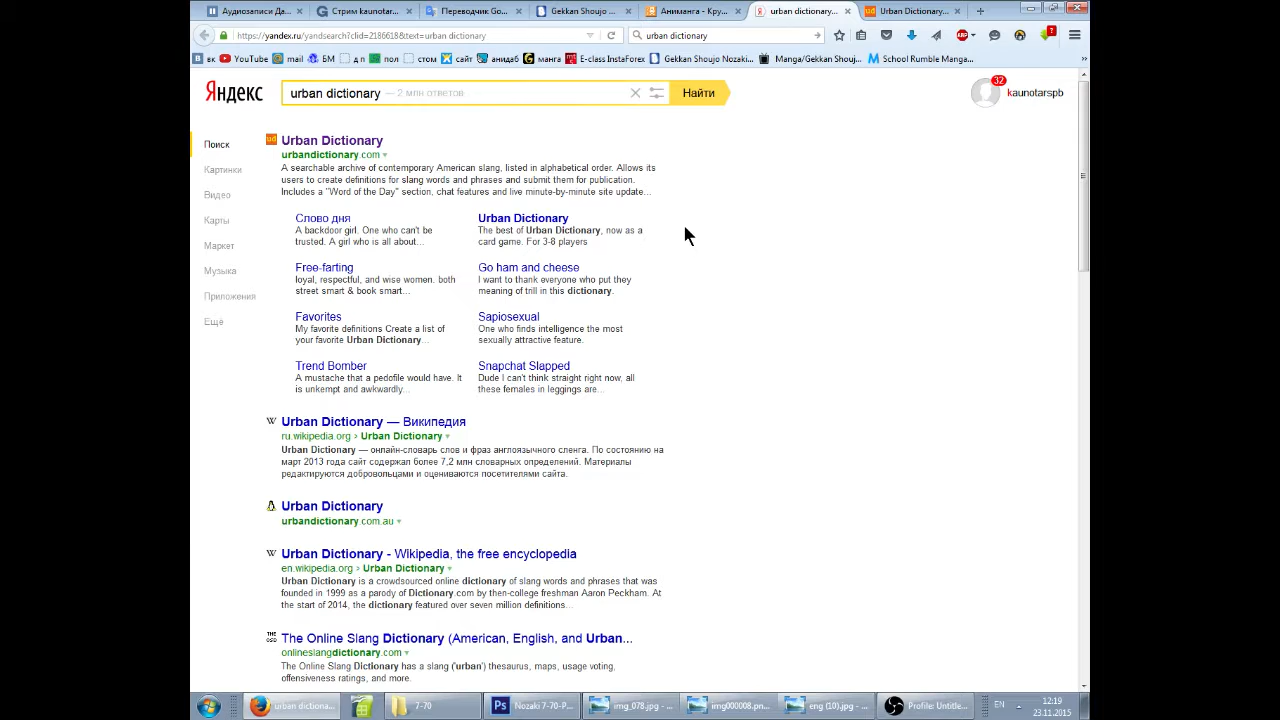 Аудиозаписи Да...
Стрим kaunotar...
Переводчик Go...
Gekkan Shoujo ...
Аниманга - Кру...
urban dictionary...
Urban Dictionary...
https://yandex.ru/yandsearch?clid=2186618&text=urban dictionary
urban dictionary
ABP
?
вк
YouTube
mail
БМ
д п
пол
стом
сайт
анидаб
манга
E-class InstaForex
Gekkan Shoujo Nozaki...
Manga/Gekkan Shouj...
School Rumble Manga...
Яндекс
urban dictionary — 2 млн ответов
Найти
32
kaunotarspb
Поиск
Картинки
Видео
Карты
Маркет
Музыка
Приложения
Ещё
ud
Urban Dictionary
urbandictionary.com
A searchable archive of contemporary American slang, listed in alphabetical order. Allows its
users to create definitions for slang words and phrases and submit them for publication.
Includes a "Word of the Day" section, chat features and live minute-by-minute site update...
Слово дня
A backdoor girl. One who can't be
trusted. A girl who is all about...
Urban Dictionary
The best of Urban Dictionary, now as a
card game. For 3-8 players
Free-farting
loyal, respectful, and wise women. both
street smart & book smart...
Go ham and cheese
I want to thank everyone who put they
meaning of trill in this dictionary.
Favorites
My favorite definitions Create a list of
your favorite Urban Dictionary...
Sapiosexual
One who finds intelligence the most
sexually attractive feature.
Trend Bomber
A mustache that a pedofile would have. It
is unkempt and awkwardly...
Snapchat Slapped
Dude I can't think straight right now, all
these females in leggings are...
W
Urban Dictionary — Википедия
ru.wikipedia.org › Urban Dictionary
Urban Dictionary — онлайн-словарь слов и фраз англоязычного сленга. По состоянию на
март 2013 года сайт содержал более 7,2 млн словарных определений. Материалы
редактируются добровольцами и оцениваются посетителями сайта.
Urban Dictionary
urbandictionary.com.au
W
Urban Dictionary - Wikipedia, the free encyclopedia
en.wikipedia.org › Urban Dictionary
Urban Dictionary is a crowdsourced online dictionary of slang words and phrases that was
founded in 1999 as a parody of Dictionary.com by then-college freshman Aaron Peckham. At
the start of 2014, the dictionary featured over seven million definitions...
THE
OSD
The Online Slang Dictionary (American, English, and Urban...
onlineslangdictionary.com
The Online Slang Dictionary has a slang ('urban') thesaurus, maps, usage voting,
offensiveness ratings, and more.
urban dictiona...
7-70
Ps
Nozaki 7-70-P...
img_078.jpg - ...
img000008.pn...
eng (10).jpg - ...
Profile: Untitle...
EN
12:19
23.11.2015